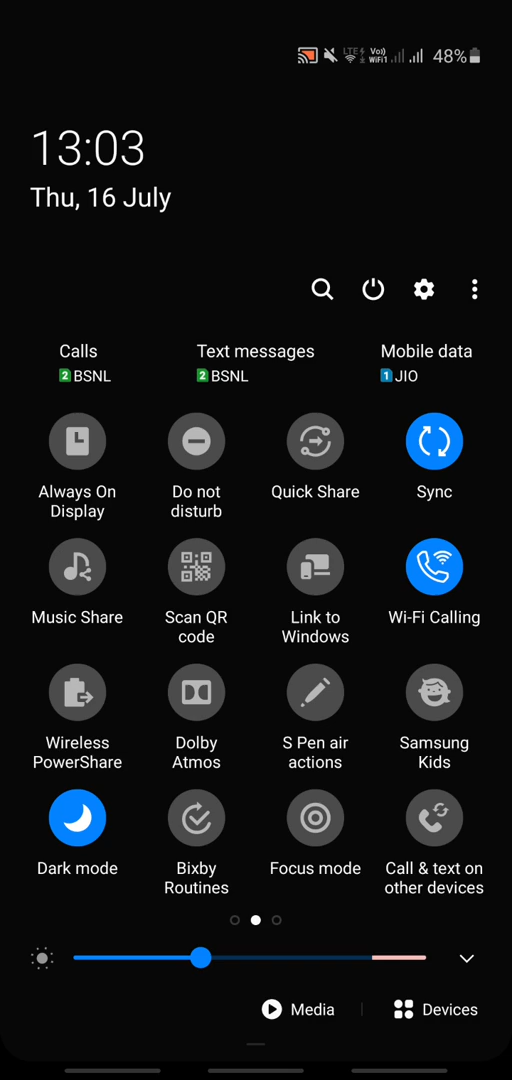 LTE Vo)) WiFi1 48%
13:03
Thu, 16 July
Calls Text messages Mobile data
2 BSNL 2 BSNL 1 JIO
Always On Display Do not disturb Quick Share Sync
Music Share Scan QR code Link to Windows Wi-Fi Calling
Wireless PowerShare Dolby Atmos S Pen air actions Samsung Kids
Dark mode Bixby Routines Focus mode Call & text on other devices
Media Devices